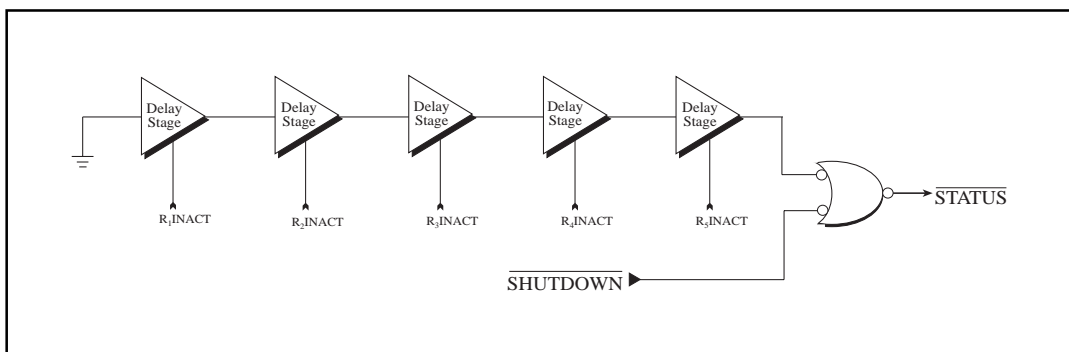 Delay
Stage
Delay
Stage
Delay
Stage
Delay
Stage
Delay
Stage
R₁INACT
R₂INACT
R₃INACT
R₄INACT
R₅INACT
STATUS
SHUTDOWN